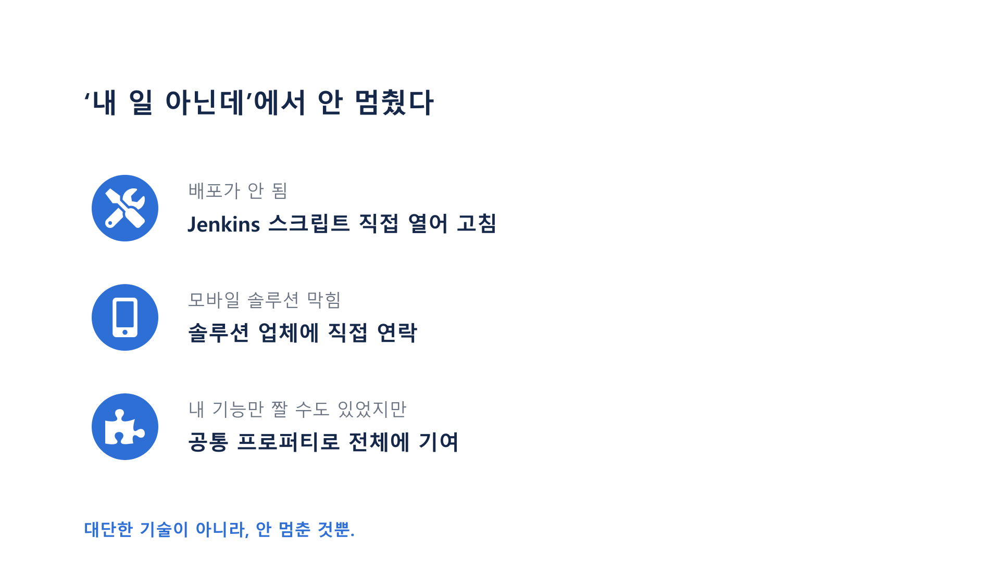 ‘내 일 아닌데’에서 안 멈췄다
배포가 안 됨
Jenkins 스크립트 직접 열어 고침
모바일 솔루션 막힘
솔루션 업체에 직접 연락
내 기능만 짤 수도 있었지만
공통 프로퍼티로 전체에 기여
대단한 기술이 아니라, 안 멈춘 것뿐.